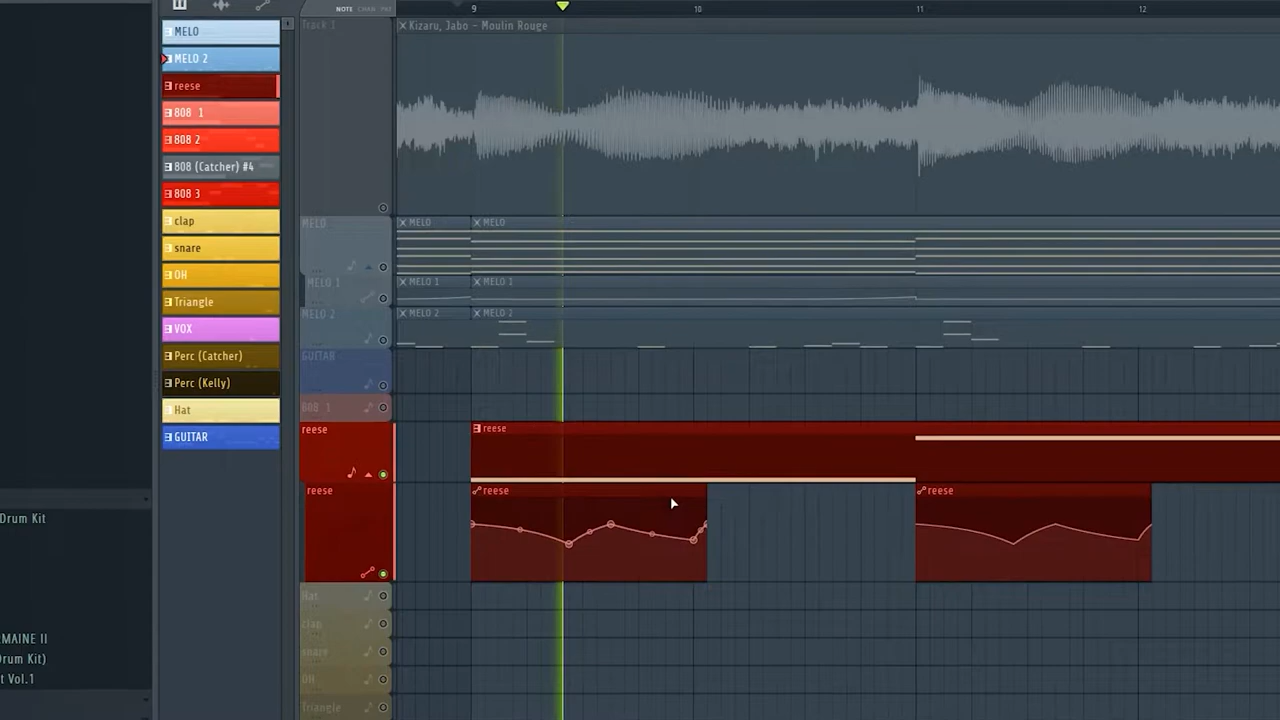 NOTE CHAN PAT
9
10
11
12
MELO
MELO 2
reese
808 1
808 2
808 (Catcher) #4
808 3
clap
snare
OH
Triangle
VOX
Perc (Catcher)
Perc (Kelly)
Hat
GUITAR
Drum Kit
MAINE II
Drum Kit)
t Vol.1
Track 1
Kizaru, Jabo - Moulin Rouge
MELO
MELO
MELO
MELO 1
MELO 1
MELO 1
MELO 2
MELO 2
MELO 2
GUITAR
808 1
reese
reese
reese
reese
reese
Hat
clap
snare
OH
Triangle